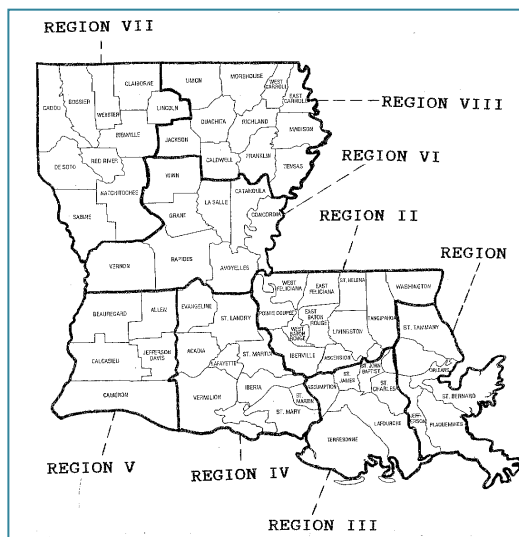 REGION VII
CLAIBORNE
UNION
MOREHOUSE
WEST CARROLL
EAST CARROLL
CADDO
BOSSIER
WEBSTER
LINCOLN
REGION VIII
OUACHITA
RICHLAND
MADISON
BIENVILLE
JACKSON
DE SOTO
RED RIVER
CALDWELL
FRANKLIN
TENSAS
REGION VI
WINN
NATCHITOCHES
LA SALLE
CATAHOULA
CONCORDIA
SABINE
GRANT
REGION II
VERNON
RAPIDES
AVOYELLES
WEST FELICIANA
EAST FELICIANA
ST. HELENA
WASHINGTON
REGION
BEAUREGARD
ALLEN
EVANGELINE
ST. LANDRY
POINTE COUPEE
EAST BATON ROUGE
WEST BATON ROUGE
LIVINGSTON
TANGIPAHOA
ST. TAMMANY
CALCASIEU
JEFFERSON DAVIS
ACADIA
LAFAYETTE
ST. MARTIN
IBERVILLE
ASCENSION
ST. JOHN BAPTIST
ORLEANS
CAMERON
VERMILION
IBERIA
ST. MARTIN
ST. MARY
ASSUMPTION
ST. JAMES
ST. CHARLES
JEFFERSON
ST. BERNARD
PLAQUEMINES
TERREBONNE
LAFOURCHE
REGION V
REGION IV
REGION III